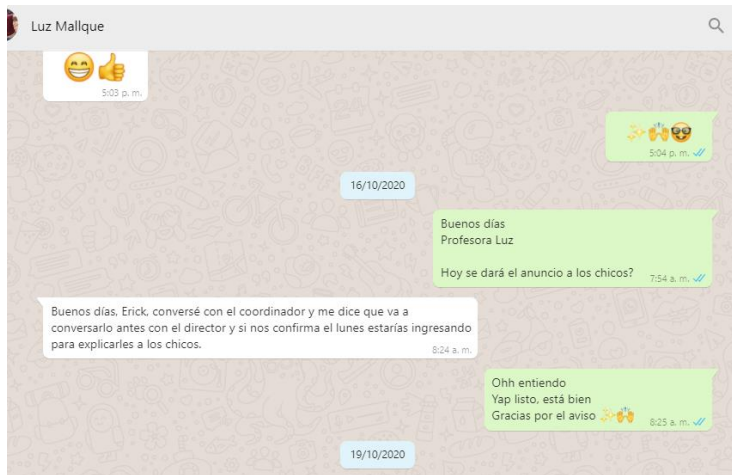 Luz Mallque
😁👍
5:03 p. m.
✨🙌🤓
5:04 p. m.
16/10/2020
Buenos días
Profesora Luz
Hoy se dará el anuncio a los chicos?
7:54 a. m.
Buenos días, Erick, conversé con el coordinador y me dice que va a
conversarlo antes con el director y si nos confirma el lunes estarías ingresando
para explicarles a los chicos.
8:24 a. m.
Ohh entiendo
Yap listo, está bien
Gracias por el aviso ✨🙌
8:25 a. m.
19/10/2020